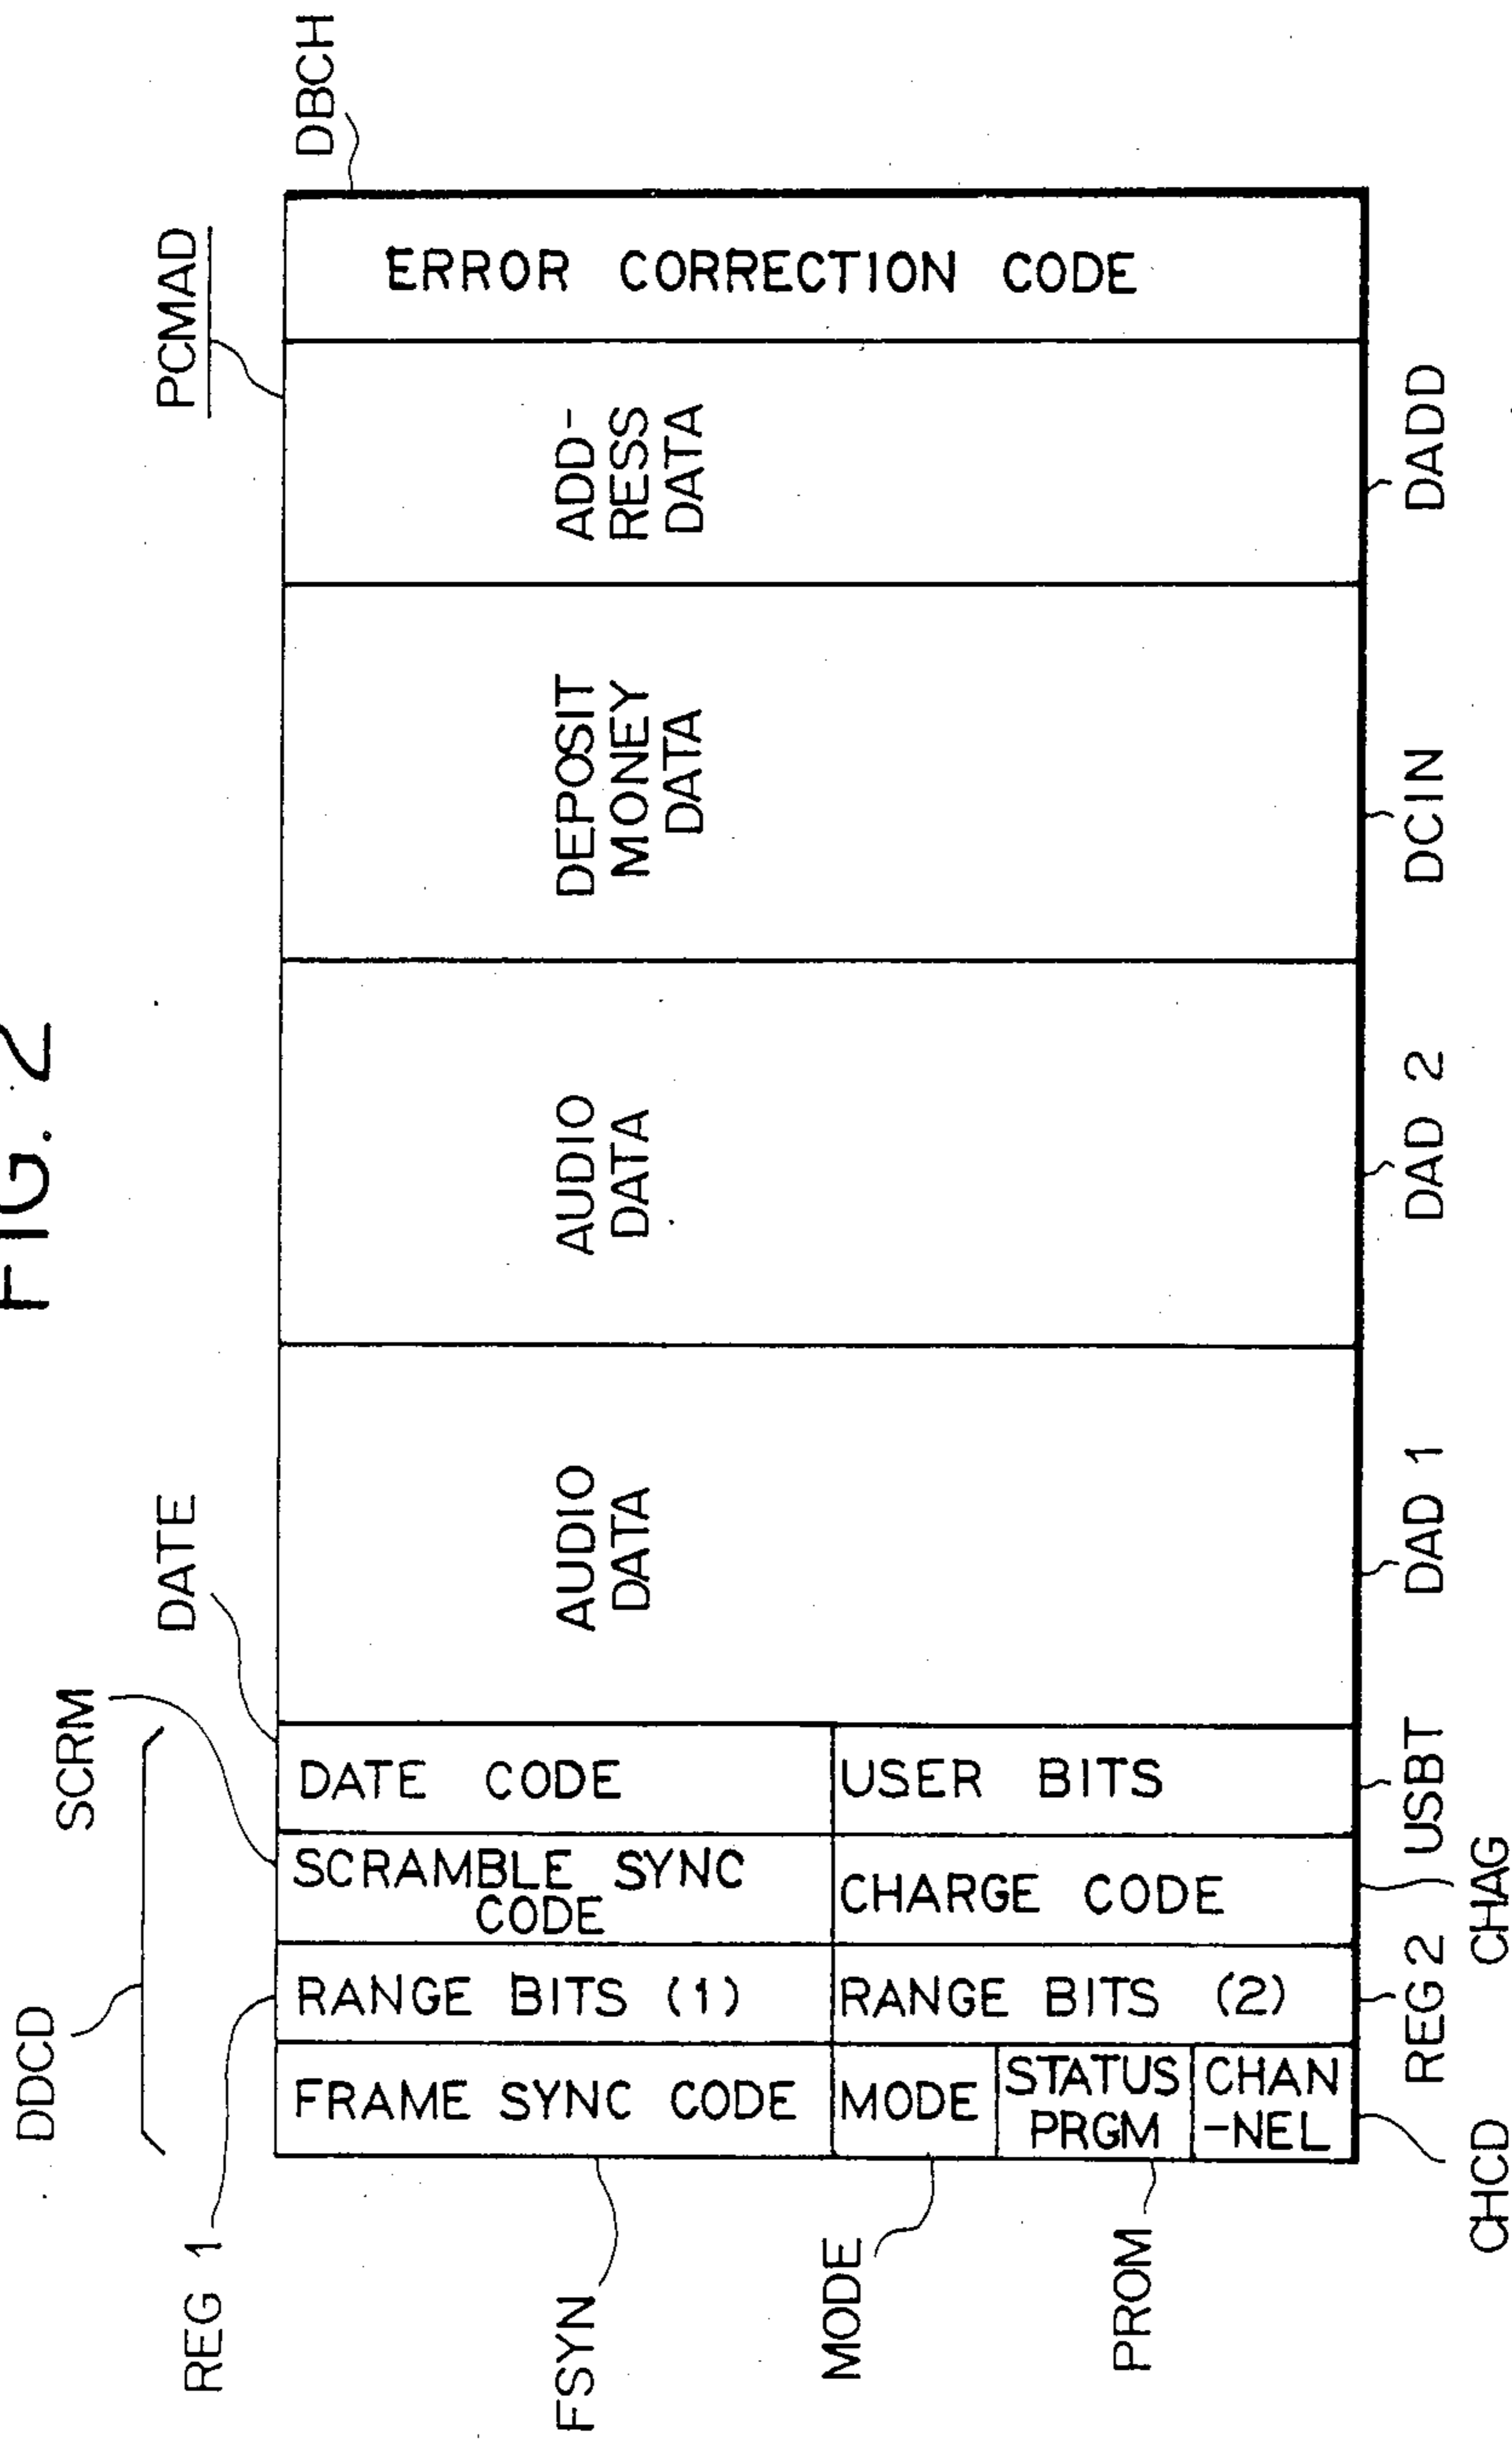 FIG. 2
DDCD
SCRM
DATE
PCMAD
REG 1
DBCH
FRAME SYNC CODE
RANGE BITS (1)
SCRAMBLE SYNC
CODE
DATE CODE
MODE
STATUS
PRGM
CHAN
-NEL
RANGE BITS (2)
CHARGE CODE
USER BITS
AUDIO
DATA
AUDIO
DATA
DEPOSIT
MONEY
DATA
ADD-
RESS
DATA
ERROR CORRECTION CODE
FSYN
MODE
PROM
CHCD
REG 2
CHAG
USBT
DAD 1
DAD 2
DCIN
DADD